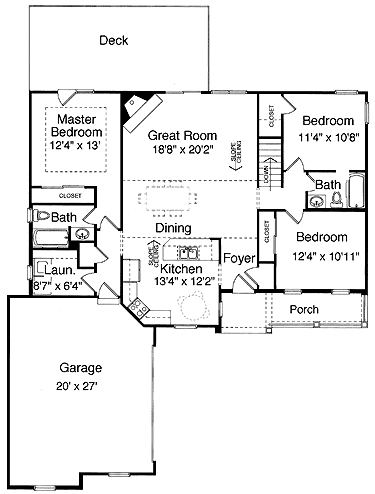 Deck
Master
Bedroom
12'4" x 13'
Great Room
18'8" x 20'2"
CLOSET
Bedroom
11'4" x 10'8"
SLOPE
CEILING
DOWN
Bath
CLOSET
Bath
Dining
SLOPE
CEILING
Kitchen
13'4" x 12'2"
Foyer
CLOSET
Bedroom
12'4" x 10'11"
Laun.
8'7" x 6'4"
Porch
Garage
20' x 27'